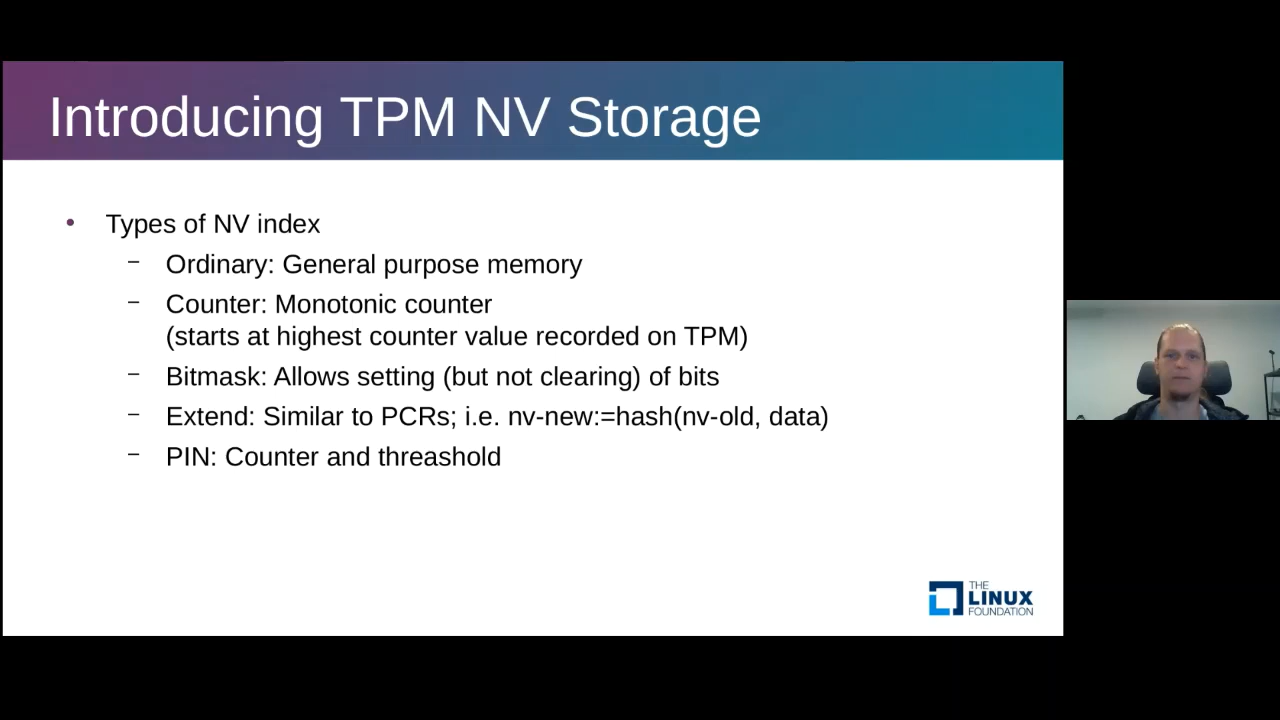 Introducing TPM NV Storage
• Types of NV index
– Ordinary: General purpose memory
– Counter: Monotonic counter
(starts at highest counter value recorded on TPM)
– Bitmask: Allows setting (but not clearing) of bits
– Extend: Similar to PCRs; i.e. nv-new:=hash(nv-old, data)
– PIN: Counter and threashold
THE
LINUX
FOUNDATION